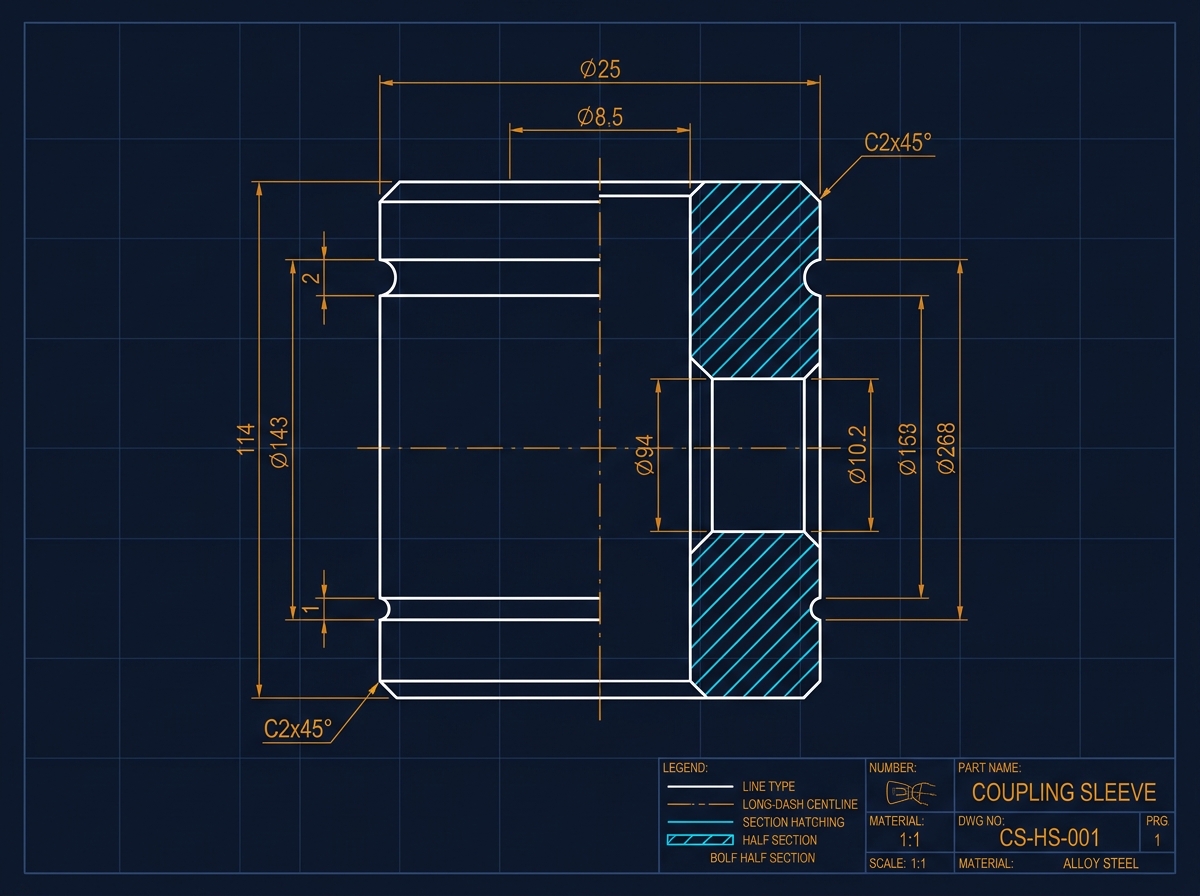 Ø25
Ø8,5
C2x45°
2
114
Ø143
Ø94
Ø10.2
Ø153
Ø268
1
C2x45°
LEGEND:
LINE TYPE
LONG-DASH CENTLINE
SECTION HATCHING
HALF SECTION
BOLF HALF SECTION
NUMBER:
PART NAME:
COUPLING SLEEVE
MATERIAL:
1:1
DWG NO:
CS-HS-001
PRG.
1
SCALE: 1:1
MATERIAL:
ALLOY STEEL